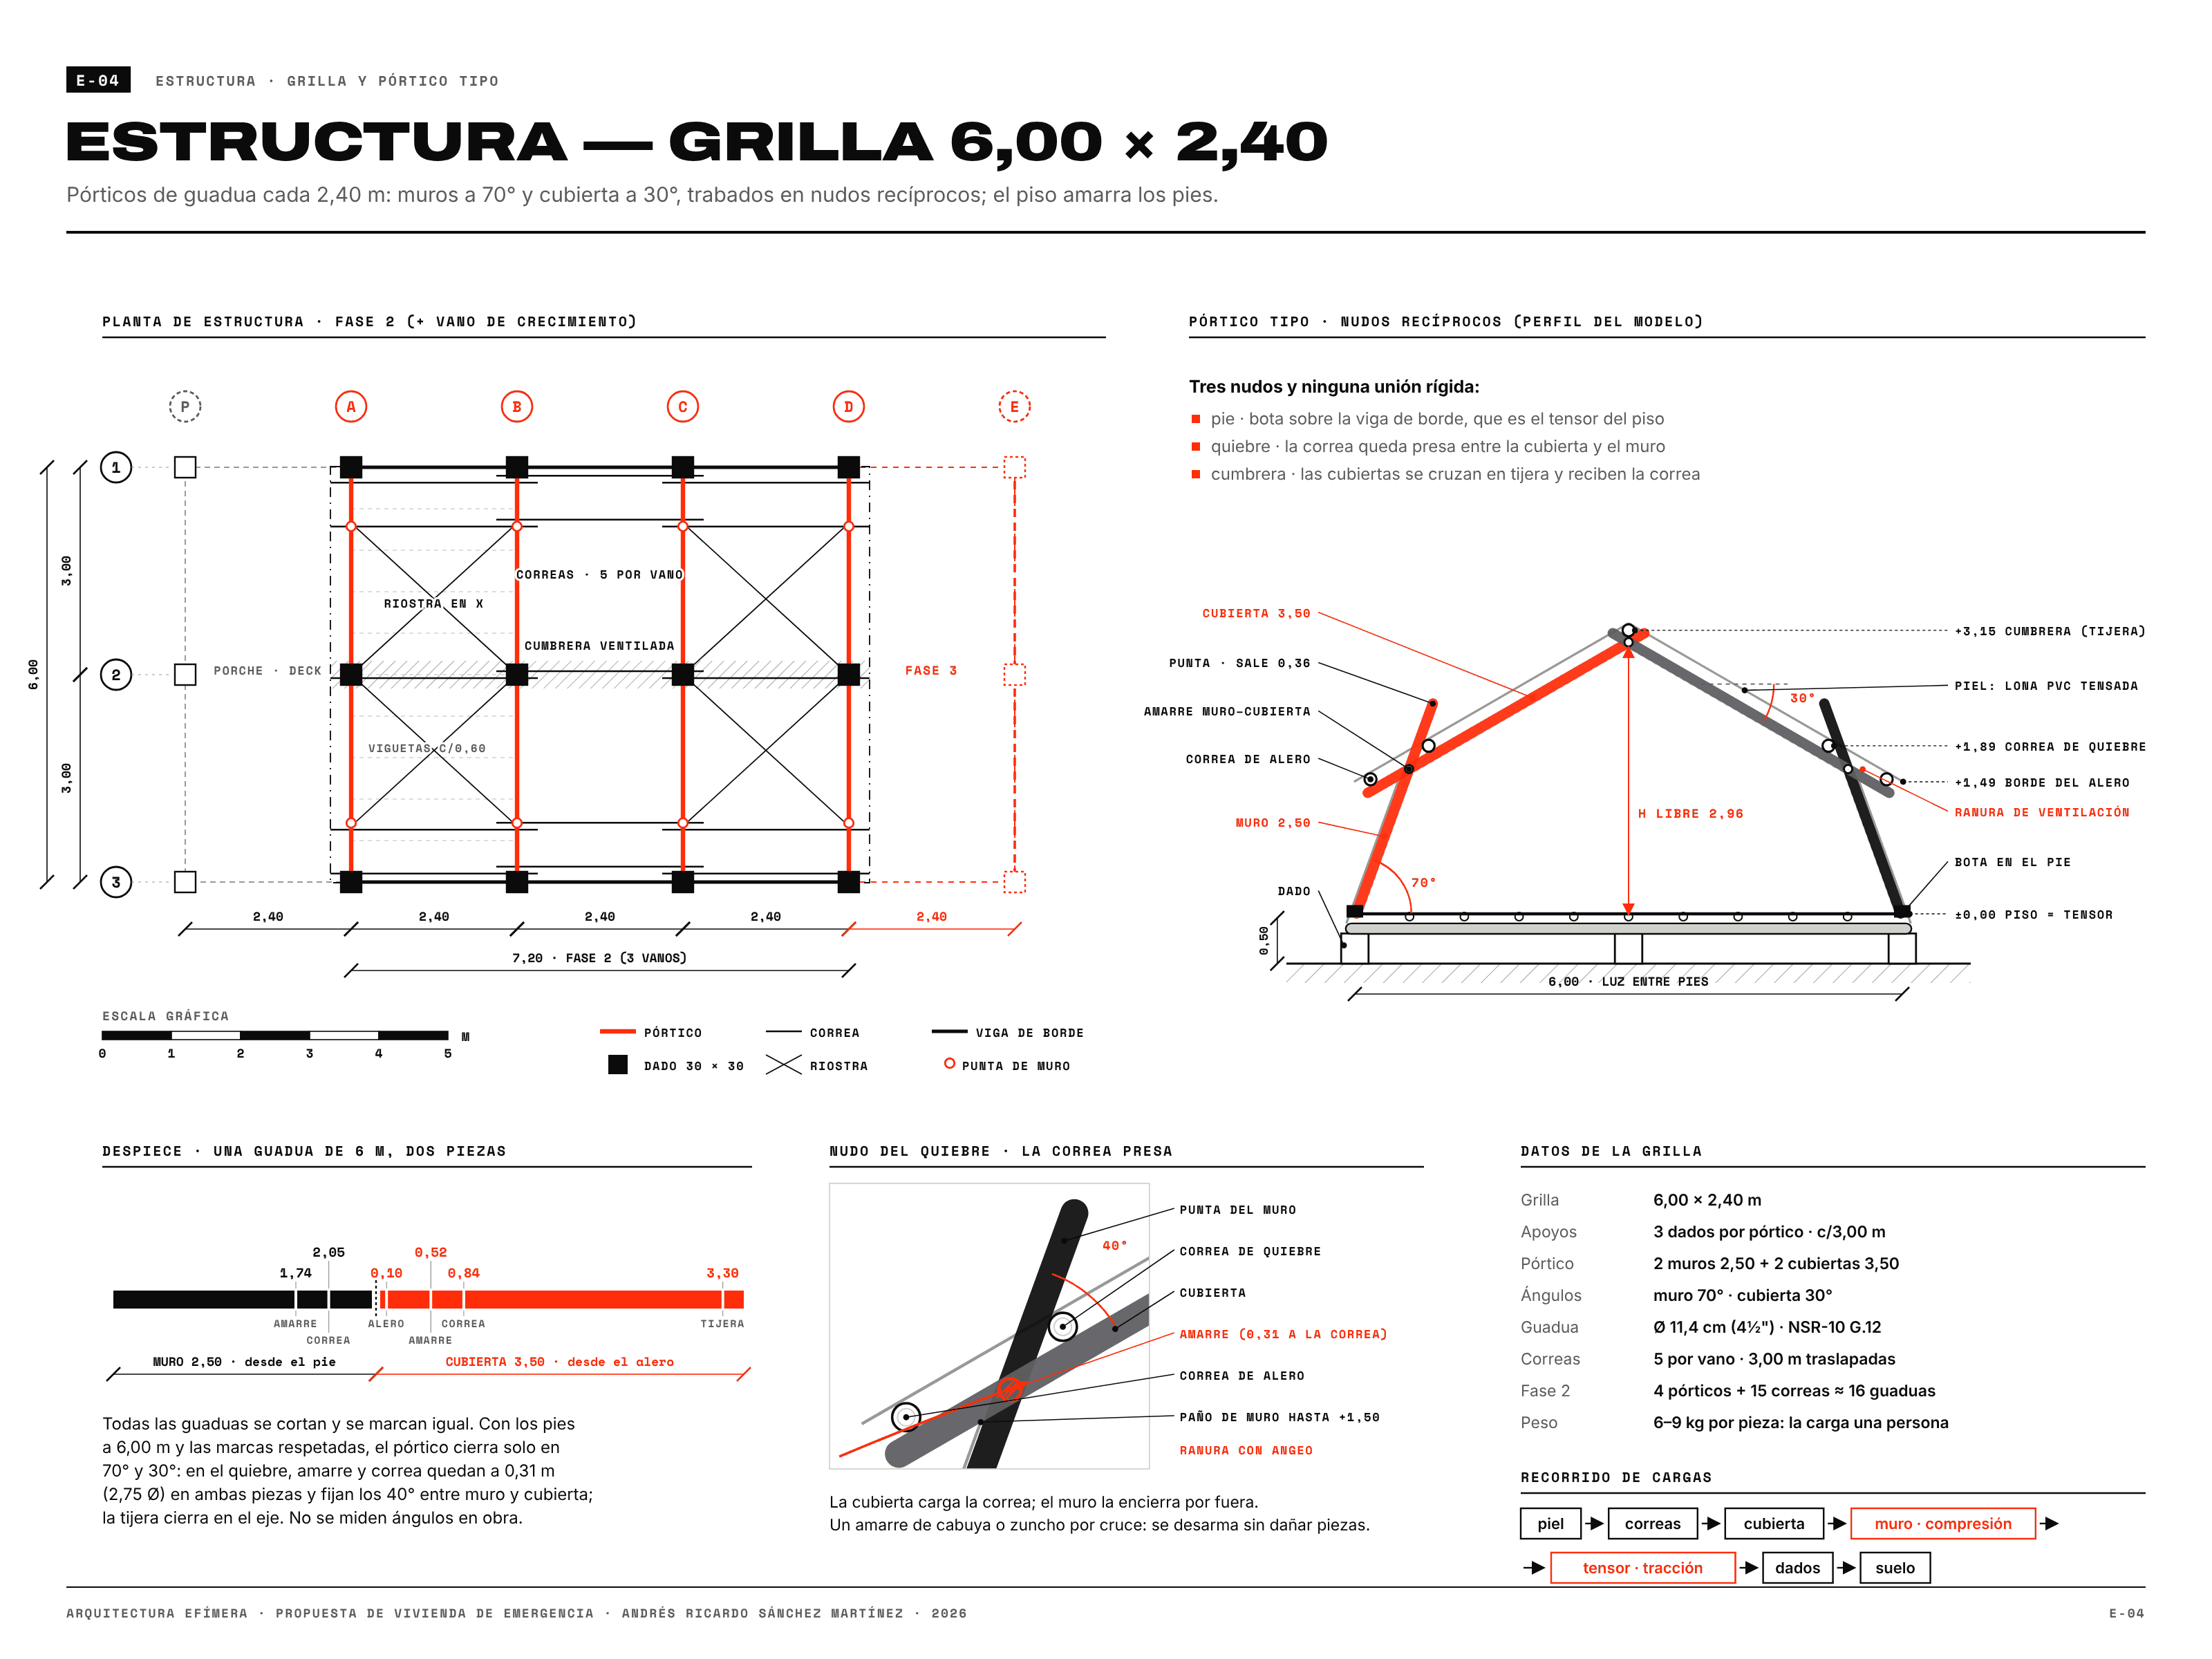 E-04 ESTRUCTURA · GRILLA Y PÓRTICO TIPO
ESTRUCTURA — GRILLA 6,00 × 2,40
Pórticos de guadua cada 2,40 m: muros a 70° y cubierta a 30°, trabados en nudos recíprocos; el piso amarra los pies.
PLANTA DE ESTRUCTURA · FASE 2 (+ VANO DE CRECIMIENTO)
P
A
B
C
D
E
1
2
3
3,00
3,00
6,00
CORREAS · 5 POR VANO
RIOSTRA EN X
CUMBRERA VENTILADA
PORCHE · DECK
FASE 3
VIGUETAS C/0,60
2,40
2,40
2,40
2,40
2,40
7,20 · FASE 2 (3 VANOS)
ESCALA GRÁFICA
M
0 1 2 3 4 5
PÓRTICO
CORREA
VIGA DE BORDE
DADO 30 × 30
RIOSTRA
PUNTA DE MURO
PÓRTICO TIPO · NUDOS RECÍPROCOS (PERFIL DEL MODELO)
Tres nudos y ninguna unión rígida:
pie · bota sobre la viga de borde, que es el tensor del piso
quiebre · la correa queda presa entre la cubierta y el muro
cumbrera · las cubiertas se cruzan en tijera y reciben la correa
CUBIERTA 3,50
PUNTA · SALE 0,36
AMARRE MURO–CUBIERTA
CORREA DE ALERO
MURO 2,50
DADO
0,50
70°
30°
H LIBRE 2,96
+3,15 CUMBRERA (TIJERA)
PIEL: LONA PVC TENSADA
+1,89 CORREA DE QUIEBRE
+1,49 BORDE DEL ALERO
RANURA DE VENTILACIÓN
BOTA EN EL PIE
±0,00 PISO = TENSOR
6,00 · LUZ ENTRE PIES
DESPIECE · UNA GUADUA DE 6 M, DOS PIEZAS
2,05
0,52
1,74
0,10
0,84
3,30
AMARRE
ALERO
CORREA
TIJERA
CORREA
AMARRE
MURO 2,50 · desde el pie
CUBIERTA 3,50 · desde el alero
Todas las guaduas se cortan y se marcan igual. Con los pies
a 6,00 m y las marcas respetadas, el pórtico cierra solo en
70° y 30°: en el quiebre, amarre y correa quedan a 0,31 m
(2,75 Ø) en ambas piezas y fijan los 40° entre muro y cubierta;
la tijera cierra en el eje. No se miden ángulos en obra.
NUDO DEL QUIEBRE · LA CORREA PRESA
40°
PUNTA DEL MURO
CORREA DE QUIEBRE
CUBIERTA
AMARRE (0,31 A LA CORREA)
CORREA DE ALERO
PAÑO DE MURO HASTA +1,50
RANURA CON ANGEO
La cubierta carga la correa; el muro la encierra por fuera.
Un amarre de cabuya o zuncho por cruce: se desarma sin dañar piezas.
DATOS DE LA GRILLA
Grilla 6,00 × 2,40 m
Apoyos 3 dados por pórtico · c/3,00 m
Pórtico 2 muros 2,50 + 2 cubiertas 3,50
Ángulos muro 70° · cubierta 30°
Guadua Ø 11,4 cm (4½") · NSR-10 G.12
Correas 5 por vano · 3,00 m traslapadas
Fase 2 4 pórticos + 15 correas ≈ 16 guaduas
Peso 6–9 kg por pieza: la carga una persona
RECORRIDO DE CARGAS
piel correas cubierta muro · compresión
tensor · tracción dados suelo
ARQUITECTURA EFÍMERA · PROPUESTA DE VIVIENDA DE EMERGENCIA · ANDRÉS RICARDO SÁNCHEZ MARTÍNEZ · 2026
E-04